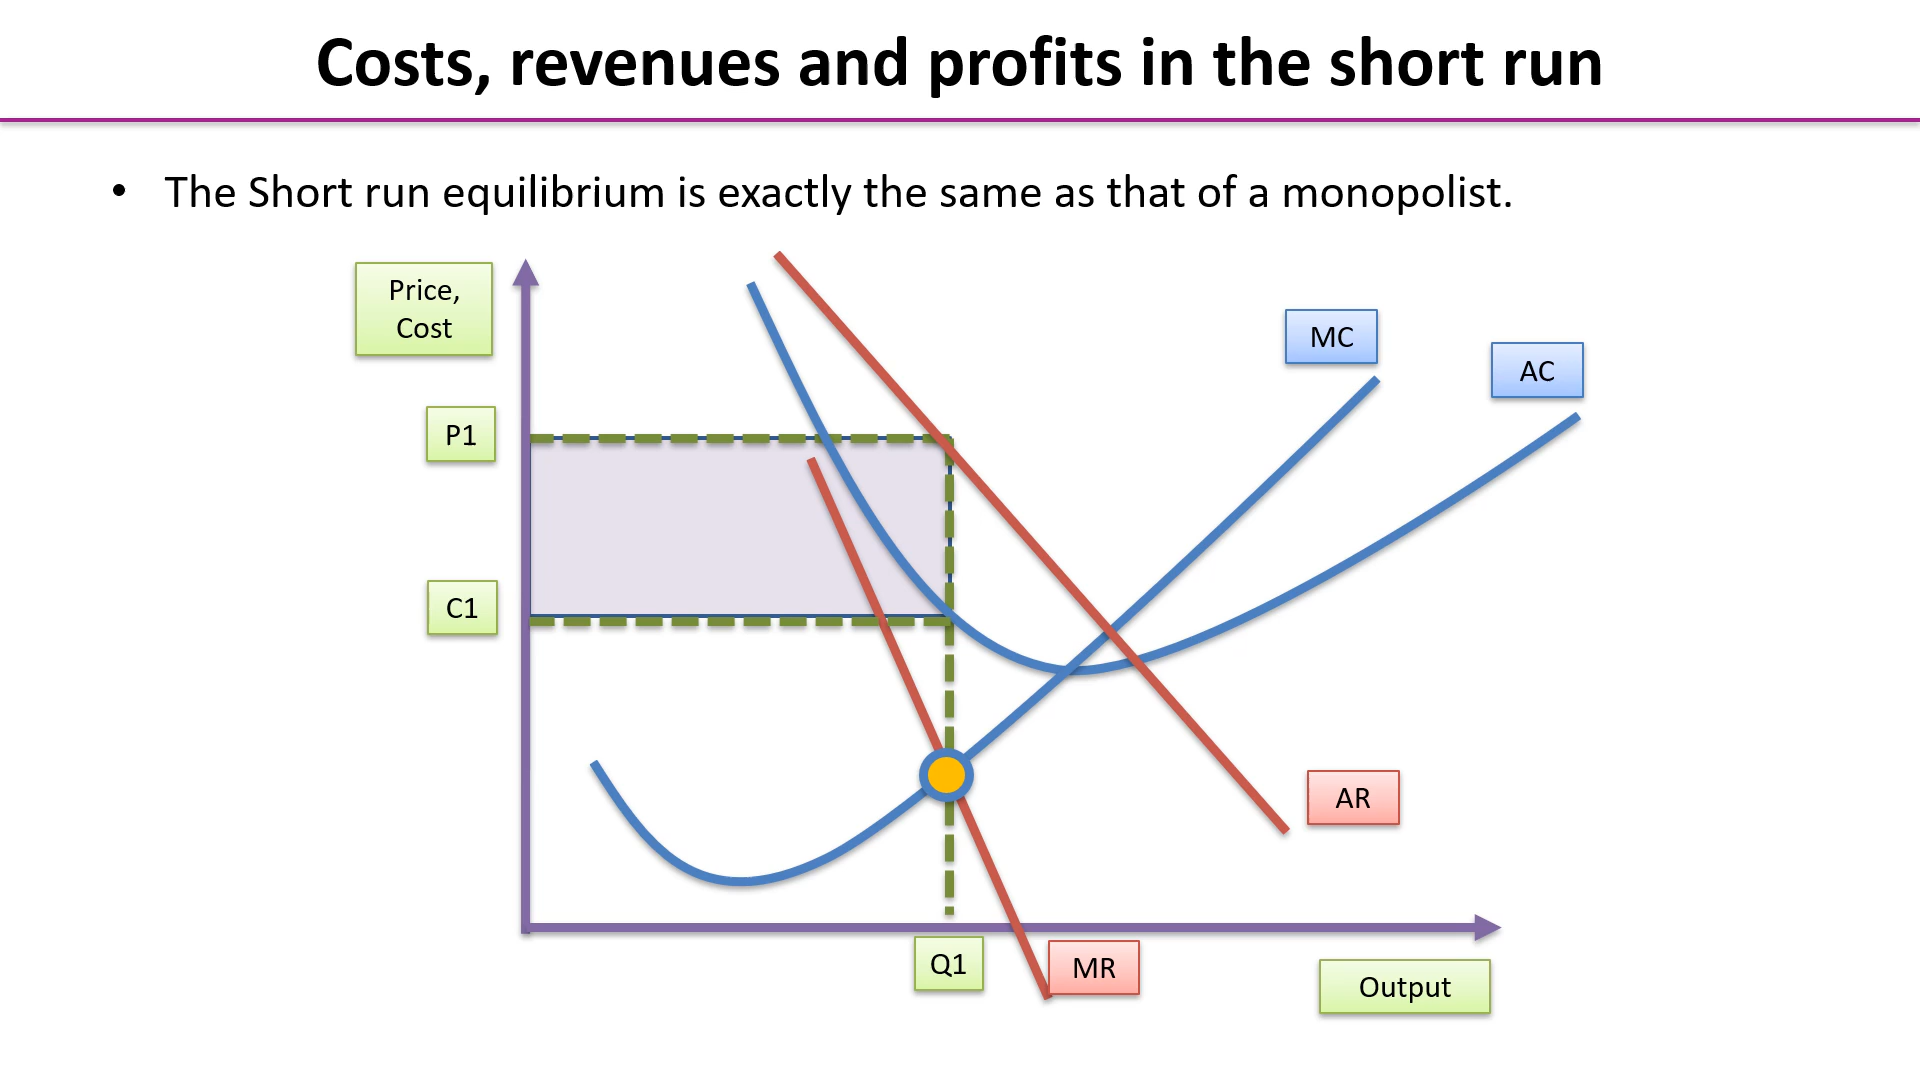 Costs, revenues and profits in the short run
• The Short run equilibrium is exactly the same as that of a monopolist.
Price,
Cost
MC
AC
P1
C1
AR
Q1
MR
Output